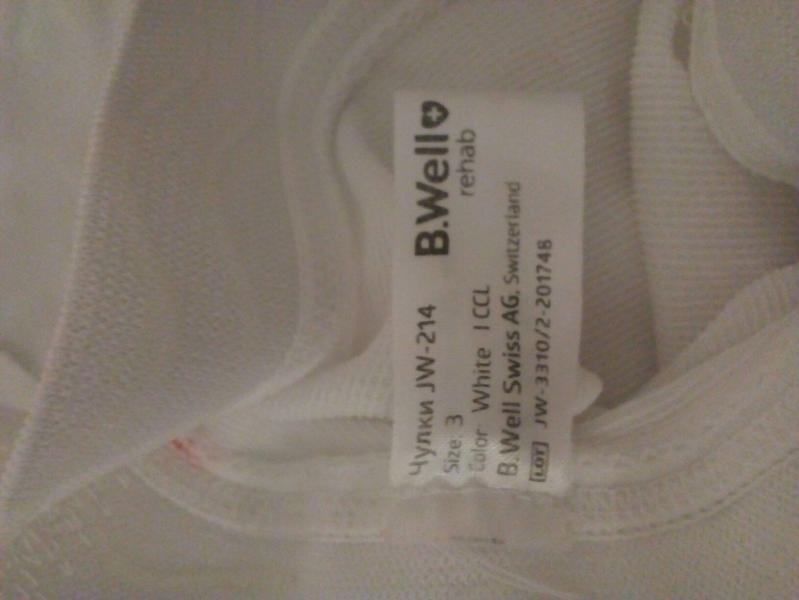 B.Well
rehab
Чулки JW-214
Size: 3
Color: White I CCL
B.Well Swiss AG, Switzerland
LOT JW-3310/2-201748